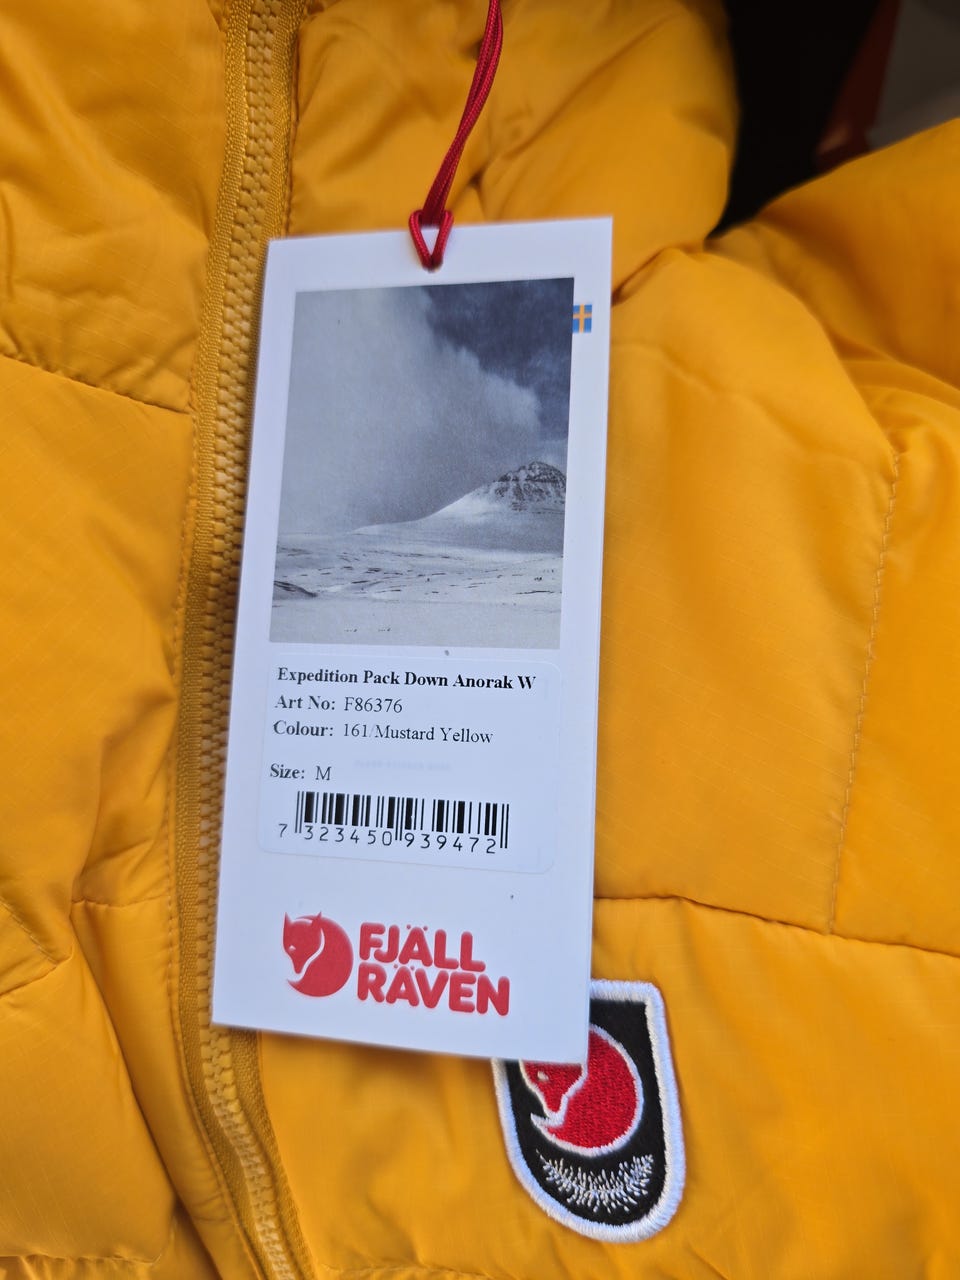 Expedition Pack Down Anorak W
Art No: F86376
Colour: 161/Mustard Yellow
Size: M
7 323450 939472
FJÄLL
RÄVEN